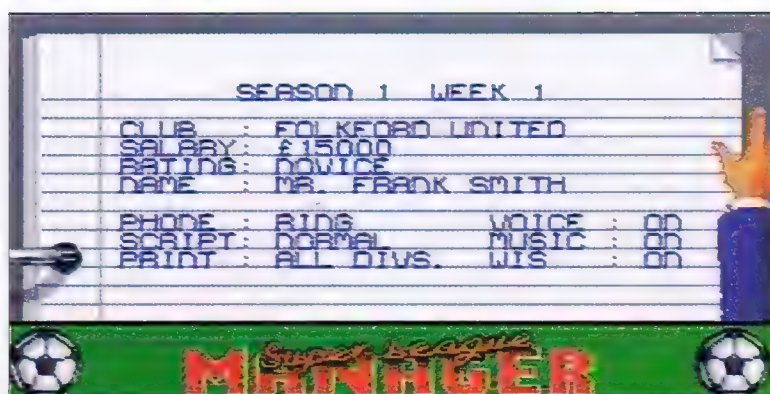 SEASON 1 WEEK 1
CLUB : FOLKFORD UNITED
SALARY: £15000
RATING: NOVICE
NAME : MR. FRANK SMITH
PHONE : RING VOICE : ON
SCRIPT: NORMAL MUSIC : ON
PRINT : ALL DIVS. WIS : ON
Super League
MANAGER